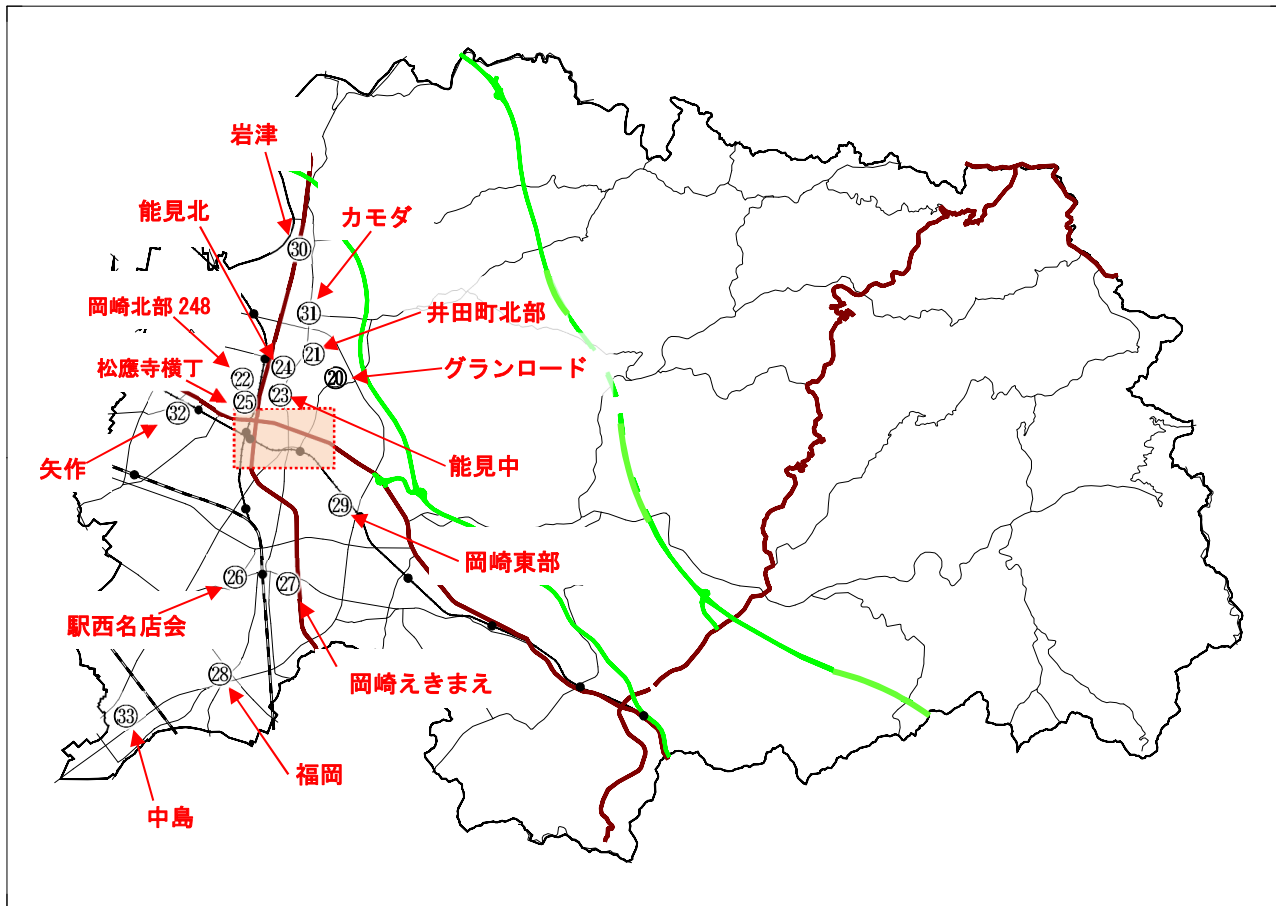 岩津
㉚
能見北
カモダ
岡崎北部 248
㉛
井田町北部
松應寺横丁
㉑
㉔
グランロード
⑳
㉒
㉓
㉕
㉜
矢作
能見中
㉙
岡崎東部
㉖
㉗
駅西名店会
岡崎えきまえ
㉘
㉝
福岡
中島